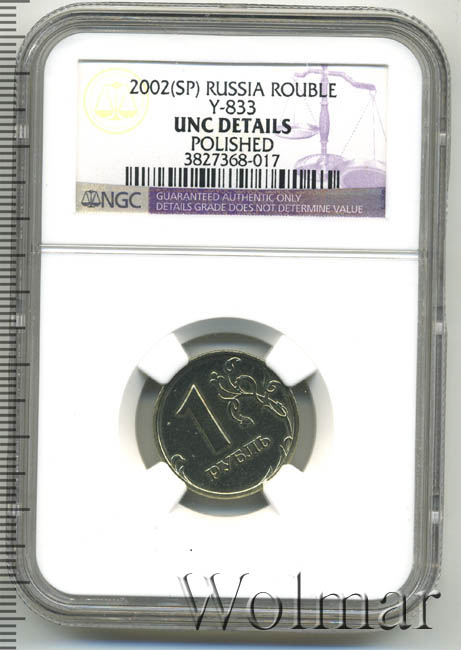 2002(SP) RUSSIA ROUBLE
Y-833
UNC DETAILS
POLISHED
3827368-017
NGC
GUARANTEED AUTHENTIC ONLY
DETAILS GRADE DOES NOT DETERMINE VALUE
1
РУБЛЬ
Wolmar